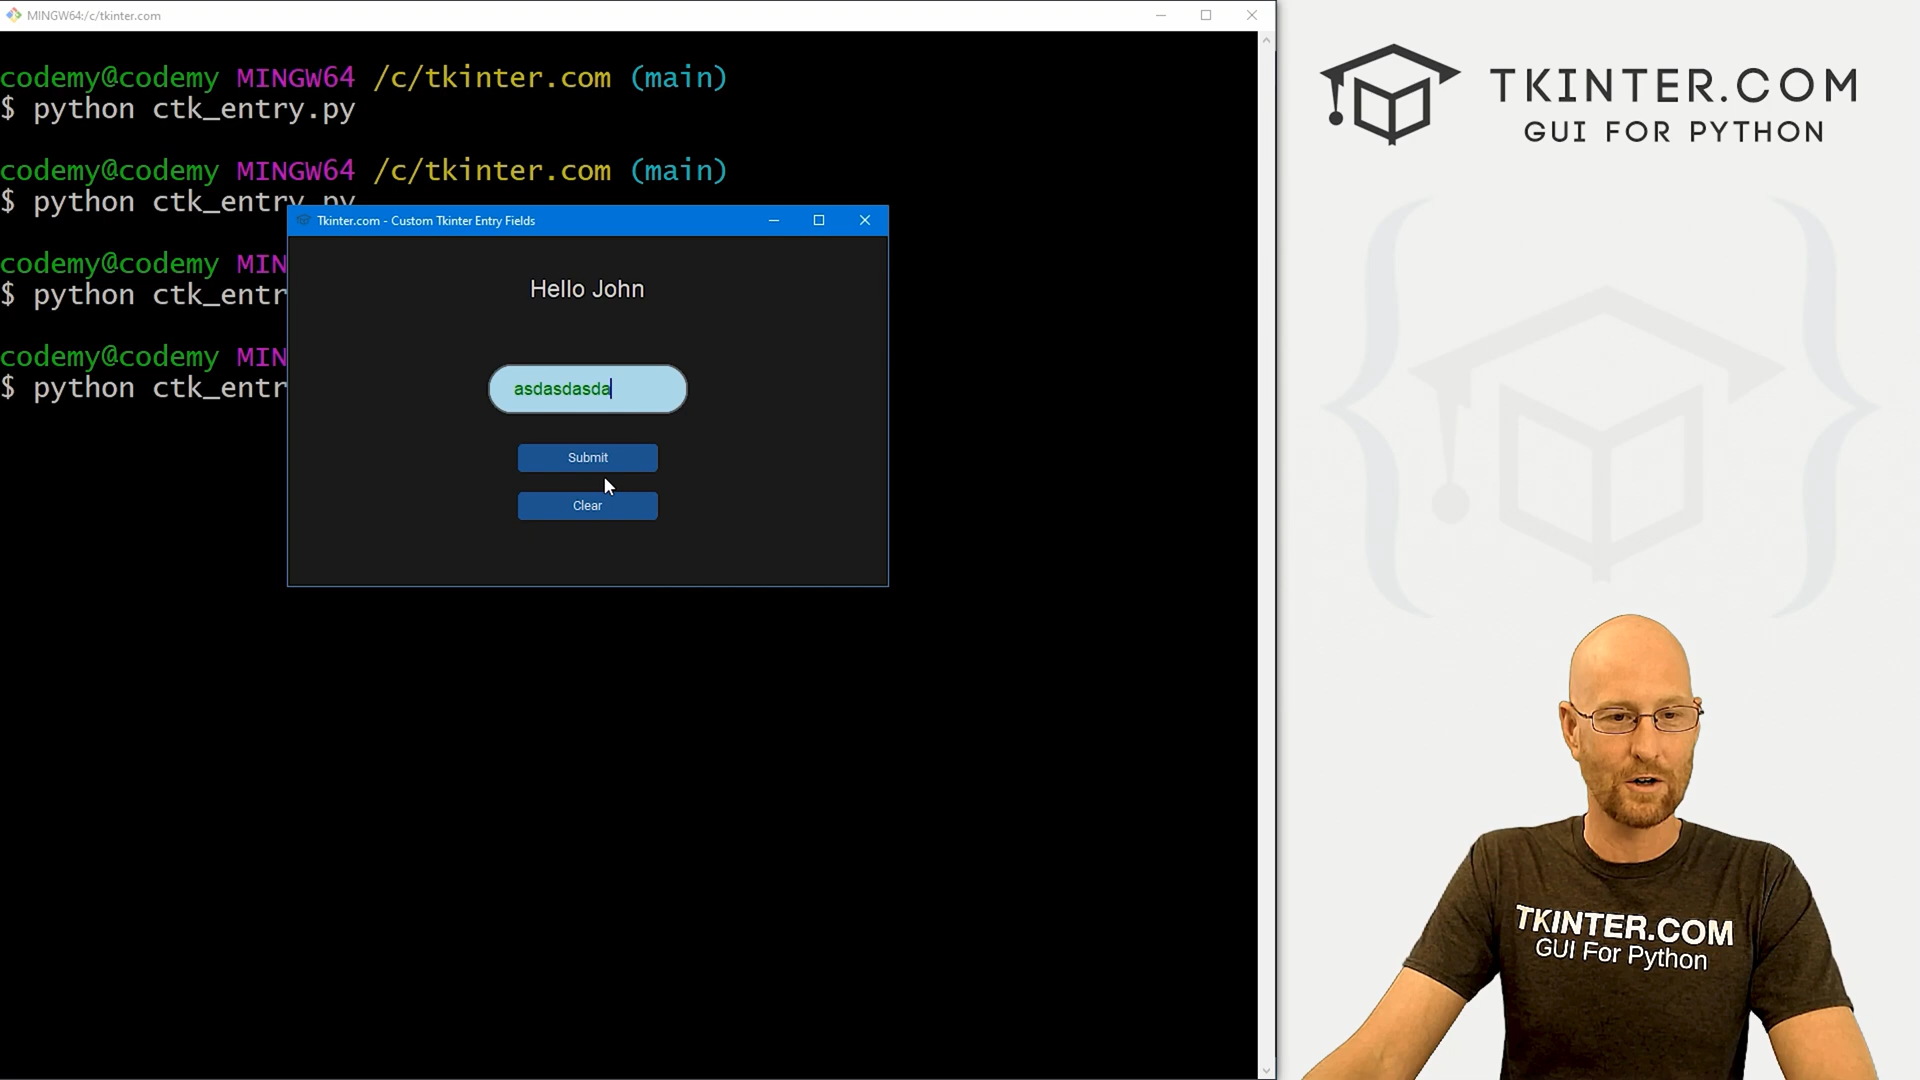 MINGW64:/c/tkinter.com
codemy@codemy MINGW64 /c/tkinter.com (main)
$ python ctk_entry.py
codemy@codemy MINGW64 /c/tkinter.com (main)
$ python ctk_entry.py
codemy@codemy MIN
$ python ctk_entr
codemy@codemy MIN
$ python ctk_entr
Tkinter.com - Custom Tkinter Entry Fields
Hello John
asdasdasda
Submit
Clear
TKINTER.COM
GUI FOR PYTHON
TKINTER.COM
GUI For Python